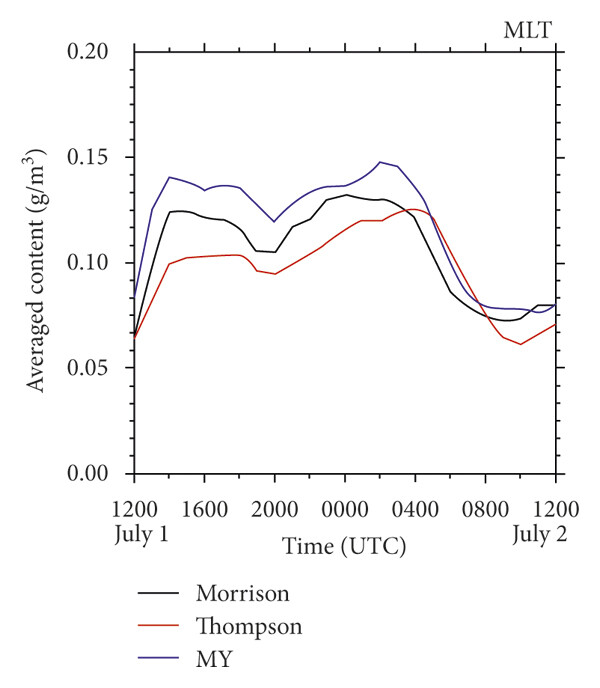 MLT
0.20
0.15
0.10
0.05
0.00
Averaged content (g/m³)
1200 1600 2000 0000 0400 0800 1200
July 1 July 2
Time (UTC)
Morrison
Thompson
MY